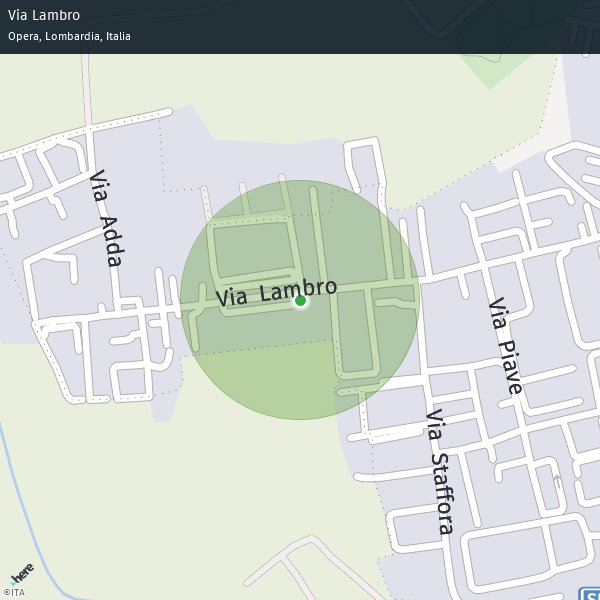 Via Lambro
Opera, Lombardia, Italia
Via Adda
Via Lambro
Via Piave
Via Staffora
here
©ITA